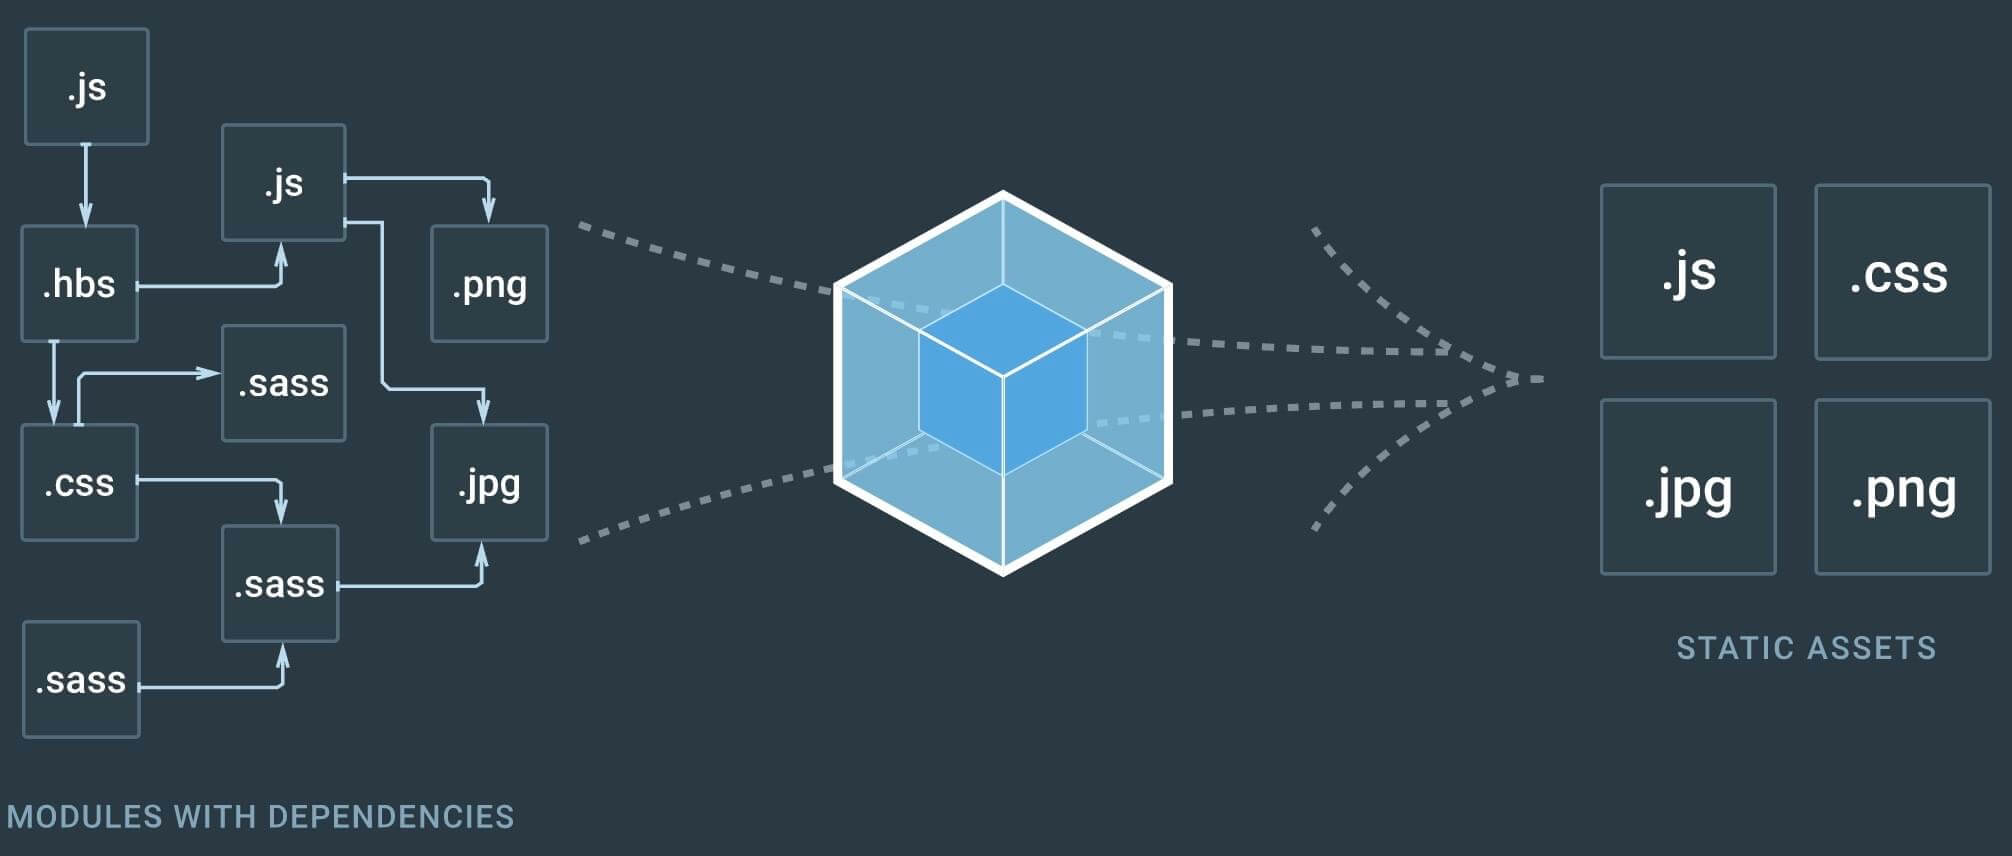 .js
.js
.hbs
.png
.sass
.css
.jpg
.sass
.sass
MODULES WITH DEPENDENCIES
.js
.css
.jpg
.png
STATIC ASSETS